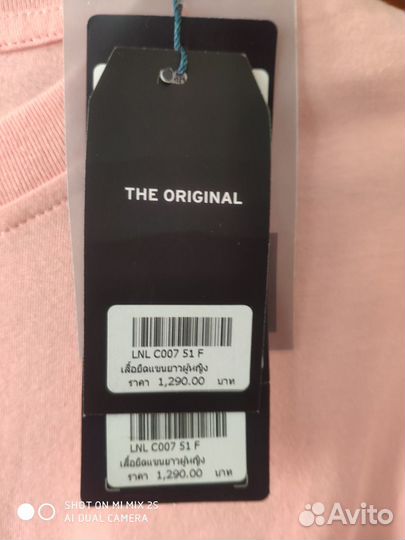 THE ORIGINAL
LNL C007 51 F
เสื้อยืดแขนยาวผู้หญิง
ราคา 1,290.00 บาท
LNL C007 51 F
เสื้อยืดแขนยาวผู้หญิง
ราคา 1,290.00 บาท
SHOT ON MI MIX 2S
AI DUAL CAMERA
Avito